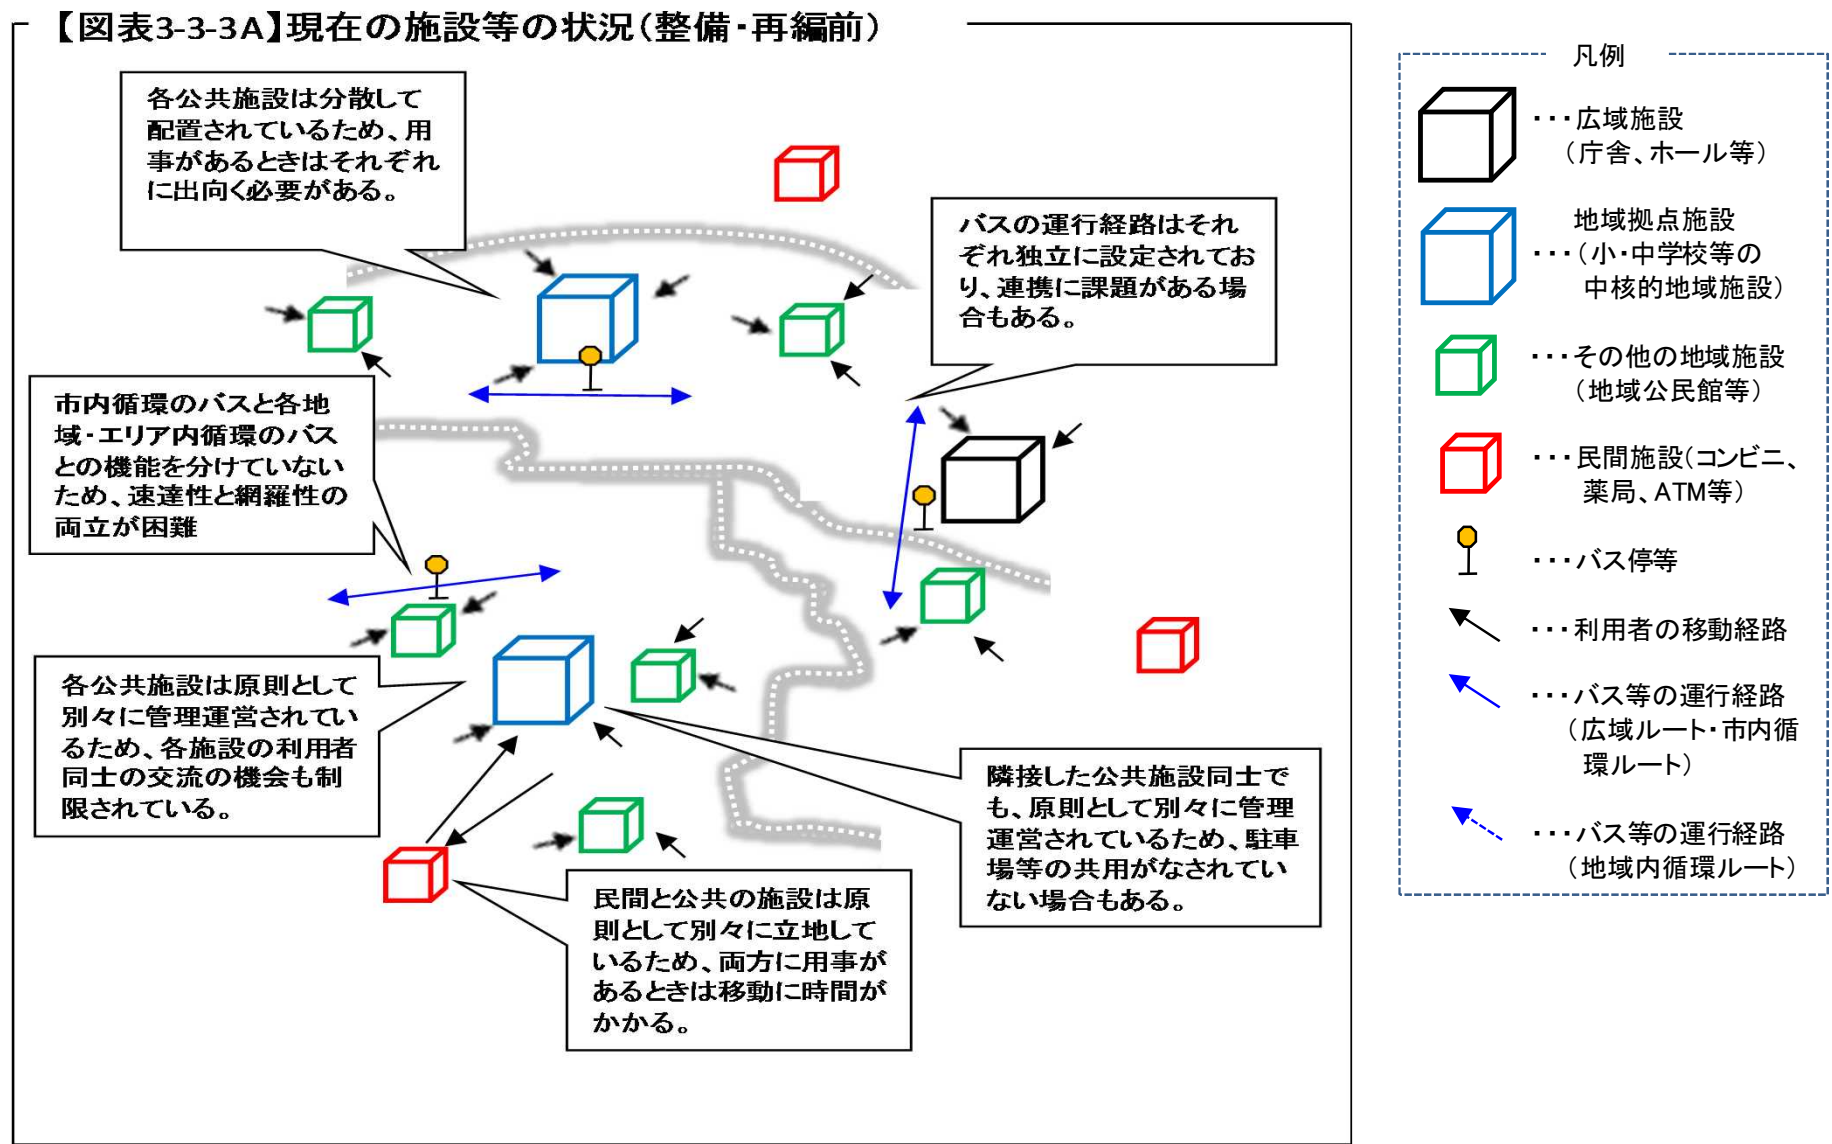 【図表3-3-3A】現在の施設等の状況（整備・再編前）
各公共施設は分散して
配置されているため、用
事があるときはそれぞれ
に出向く必要がある。
バスの運行経路はそれ
ぞれ独立に設定されてお
り、連携に課題がある場
合もある。
市内循環のバスと各地
域・エリア内循環のバス
との機能を分けていない
ため、速達性と網羅性の
両立が困難
各公共施設は原則として
別々に管理運営されてい
るため、各施設の利用者
同士の交流の機会も制
限されている。
隣接した公共施設同士で
も、原則として別々に管理
運営されているため、駐車
場等の共用がなされてい
ない場合もある。
民間と公共の施設は原
則として別々に立地して
いるため、両方に用事が
あるときは移動に時間が
かかる。
凡例
・・・広域施設
（庁舎、ホール等）
地域拠点施設
・・・（小・中学校等の
中核的地域施設）
・・・その他の地域施設
（地域公民館等）
・・・民間施設（コンビニ、
薬局、ATM等）
・・・バス停等
・・・利用者の移動経路
・・・バス等の運行経路
（広域ルート・市内循
環ルート）
・・・バス等の運行経路
（地域内循環ルート）